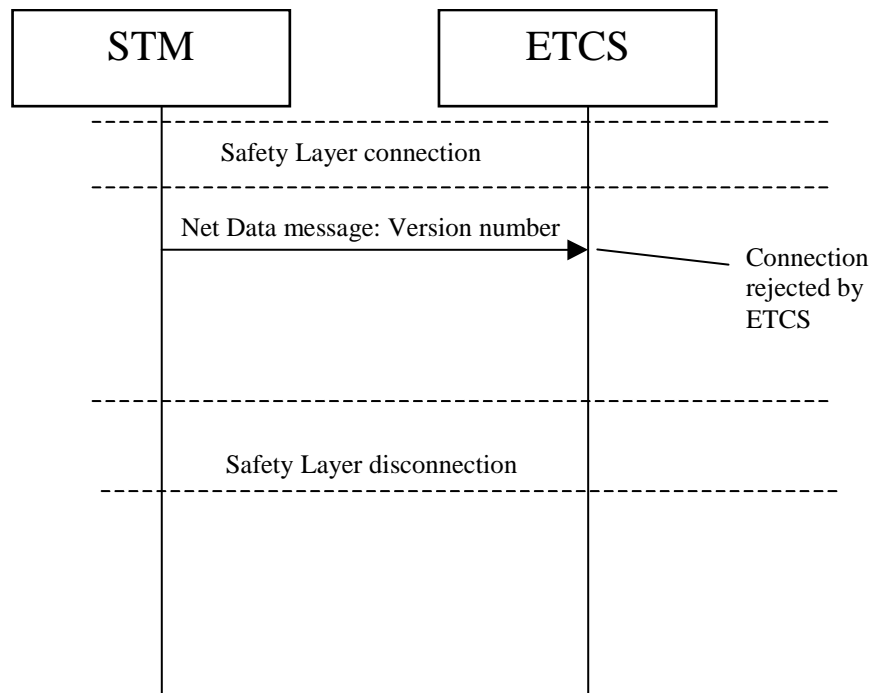 STM
ETCS
Safety Layer connection
Net Data message: Version number
Connection
rejected by
ETCS
Safety Layer disconnection